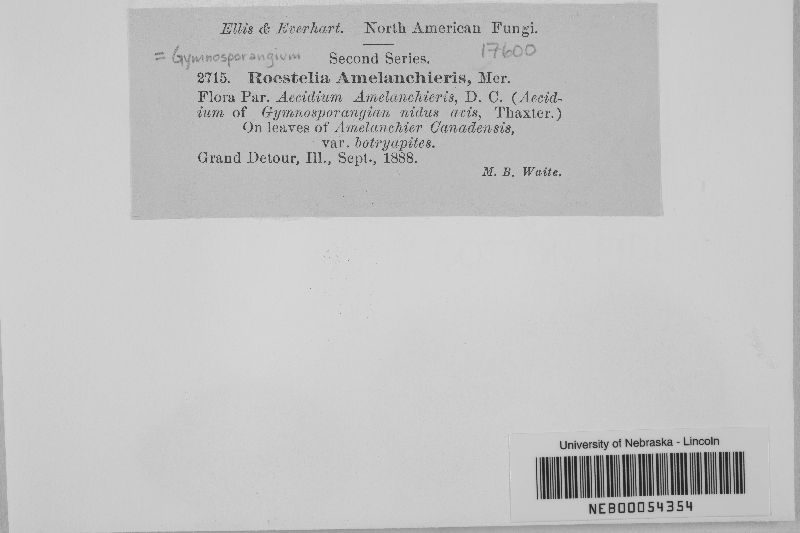 Ellis & Everhart. North American Fungi.
= Gymnosporangium Second Series. 17600
2715. Roestelia Amelanchieris, Mer.
Flora Par. Aecidium Amelanchieris, D. C. (Aecid-
ium of Gymnosporangian nidus avis, Thaxter.)
On leaves of Amelanchier Canadensis,
var. botryapites.
Grand Detour, Ill., Sept., 1888.
M. B. Waite.
University of Nebraska - Lincoln
NEB00054354